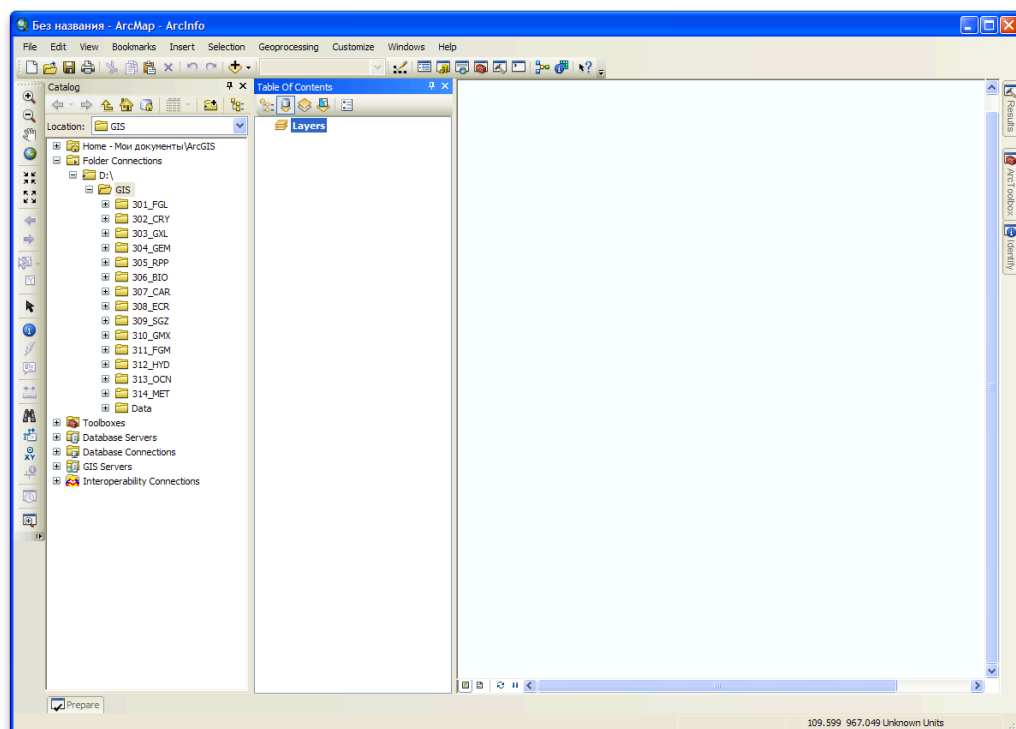 Без названия - ArcMap - ArcInfo
File Edit View Bookmarks Insert Selection Geoprocessing Customize Windows Help
Catalog
Location: GIS
Home - Мои документы\ArcGIS
Folder Connections
D:\
GIS
301_FGL
302_CRY
303_GXL
304_GEM
305_RPP
306_BIO
307_CAR
308_ECR
309_SGZ
310_GMX
311_FGM
312_HYD
313_OCN
314_MET
Data
Toolboxes
Database Servers
Database Connections
GIS Servers
Interoperability Connections
Table Of Contents
Layers
Results
ArcToolbox
Identify
Prepare
109.599 967.049 Unknown Units